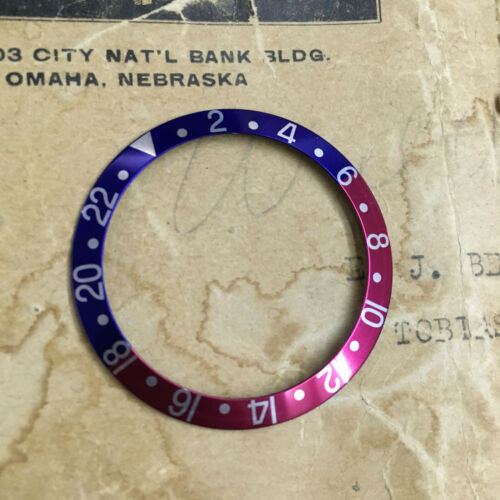 03 CITY NAT'L BANK BLDG.
OMAHA, NEBRASKA
2
4
6
8
10
12
14
16
18
20
22
J. BE
TOBIAS